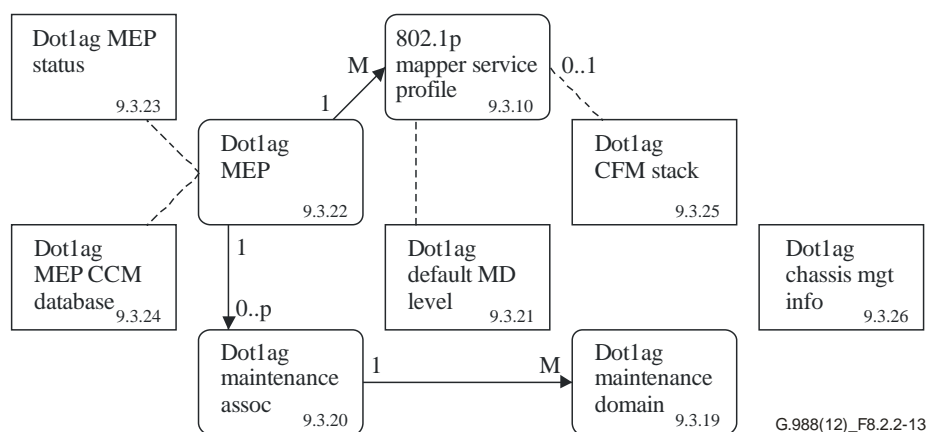 Dot1ag MEP
status
9.3.23
802.1p
mapper service
profile
9.3.10
M
1
0..1
Dot1ag
MEP
9.3.22
Dot1ag
CFM stack
9.3.25
Dot1ag
MEP CCM
database
9.3.24
1
0..p
Dot1ag
default MD
level
9.3.21
Dot1ag
chassis mgt
info
9.3.26
Dot1ag
maintenance
assoc
9.3.20
1
M
Dot1ag
maintenance
domain
9.3.19
G.988(12)_F8.2.2-13